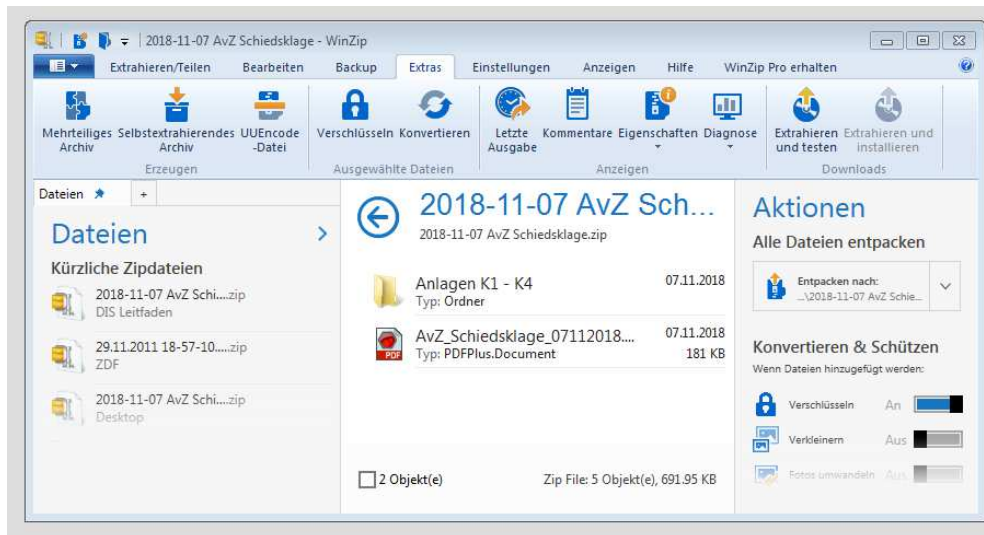 2018-11-07 AvZ Schiedsklage - WinZip
Extrahieren/Teilen Bearbeiten Backup Extras Einstellungen Anzeigen Hilfe WinZip Pro erhalten
Mehrteiliges Archiv
Selbstextrahierendes Archiv
UUEncode -Datei
Verschlüsseln
Konvertieren
Letzte Ausgabe
Kommentare
Eigenschaften
Diagnose
Extrahieren und testen
Extrahieren und installieren
Erzeugen
Ausgewählte Dateien
Anzeigen
Downloads
Dateien +
Dateien
Kürzliche Zipdateien
2018-11-07 AvZ Schi....zip
DIS Leitfaden
29.11.2011 18-57-10.....zip
ZDF
2018-11-07 AvZ Schi....zip
Desktop
2018-11-07 AvZ Sch...
2018-11-07 AvZ Schiedsklage.zip
Anlagen K1 - K4 07.11.2018
Typ: Ordner
AvZ_Schiedsklage_07112018.... 07.11.2018
Typ: PDFPlus.Document 181 KB
PDF
2 Objekt(e) Zip File: 5 Objekt(e), 691.95 KB
Aktionen
Alle Dateien entpacken
Entpacken nach:
...\2018-11-07 AvZ Schie...
Konvertieren & Schützen
Wenn Dateien hinzugefügt werden:
Verschlüsseln An
Verkleinern Aus
Fotos umwandeln Aus